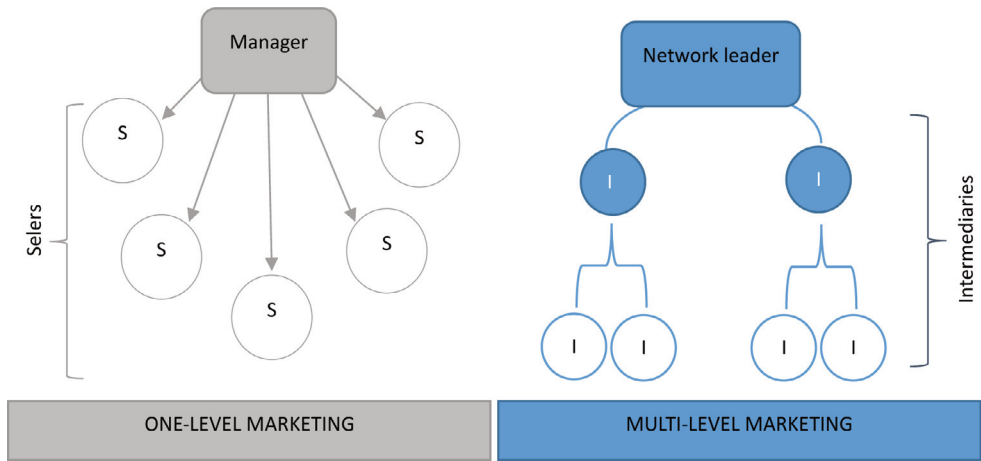 Manager
S
S
S
S
S
Selers
ONE-LEVEL MARKETING
Network leader
I
I
I
I
I
I
Intermediaries
MULTI-LEVEL MARKETING